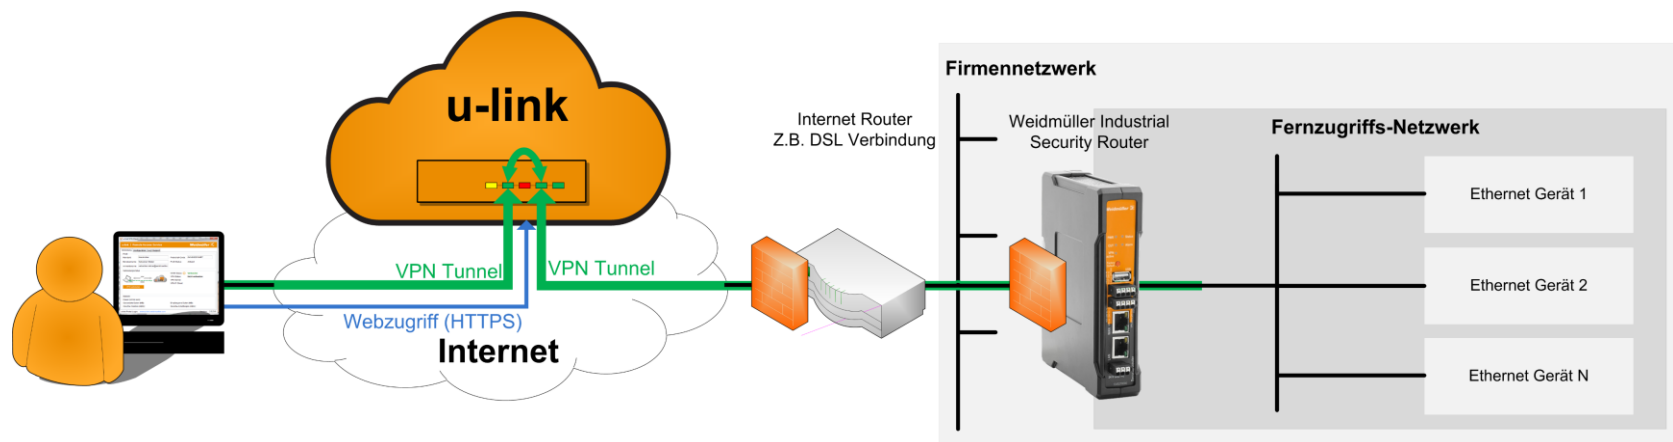 u-link
VPN Tunnel
VPN Tunnel
Webzugriff (HTTPS)
Internet
Internet Router
Z.B. DSL Verbindung
Firmennetzwerk
Weidmüller Industrial
Security Router
Fernzugriffs-Netzwerk
Ethernet Gerät 1
Ethernet Gerät 2
Ethernet Gerät N